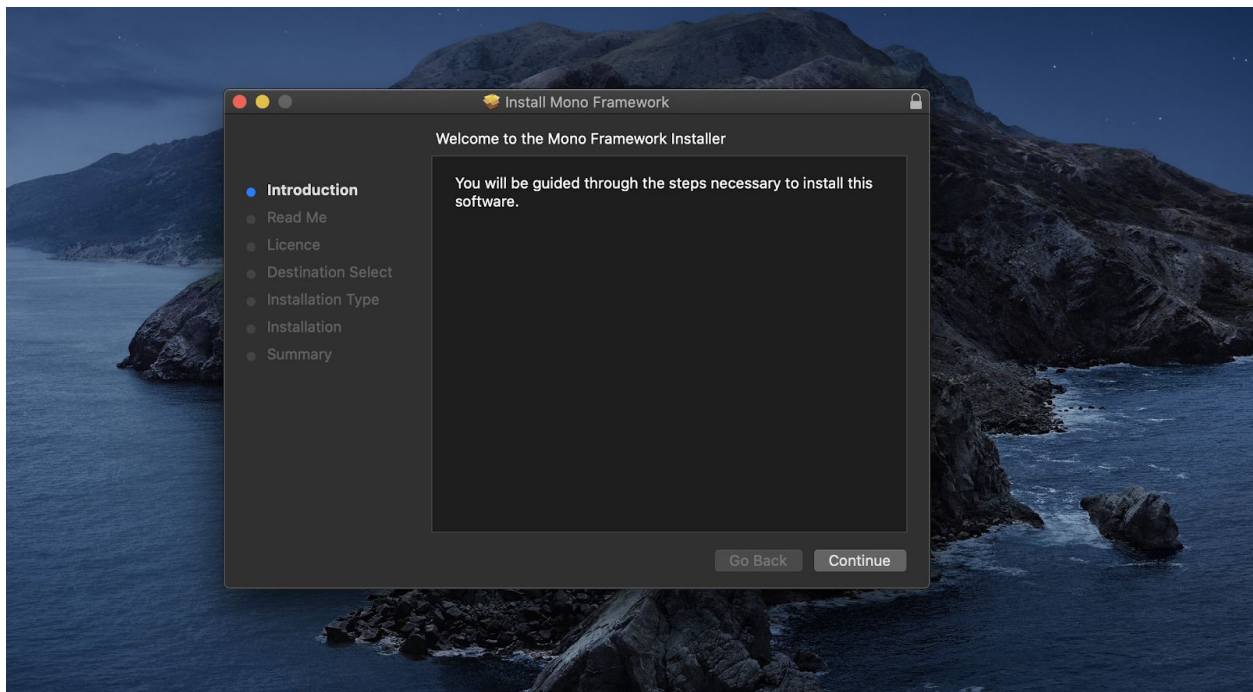 Install Mono Framework
Welcome to the Mono Framework Installer
Introduction
Read Me
Licence
Destination Select
Installation Type
Installation
Summary
You will be guided through the steps necessary to install this
software.
Go Back
Continue